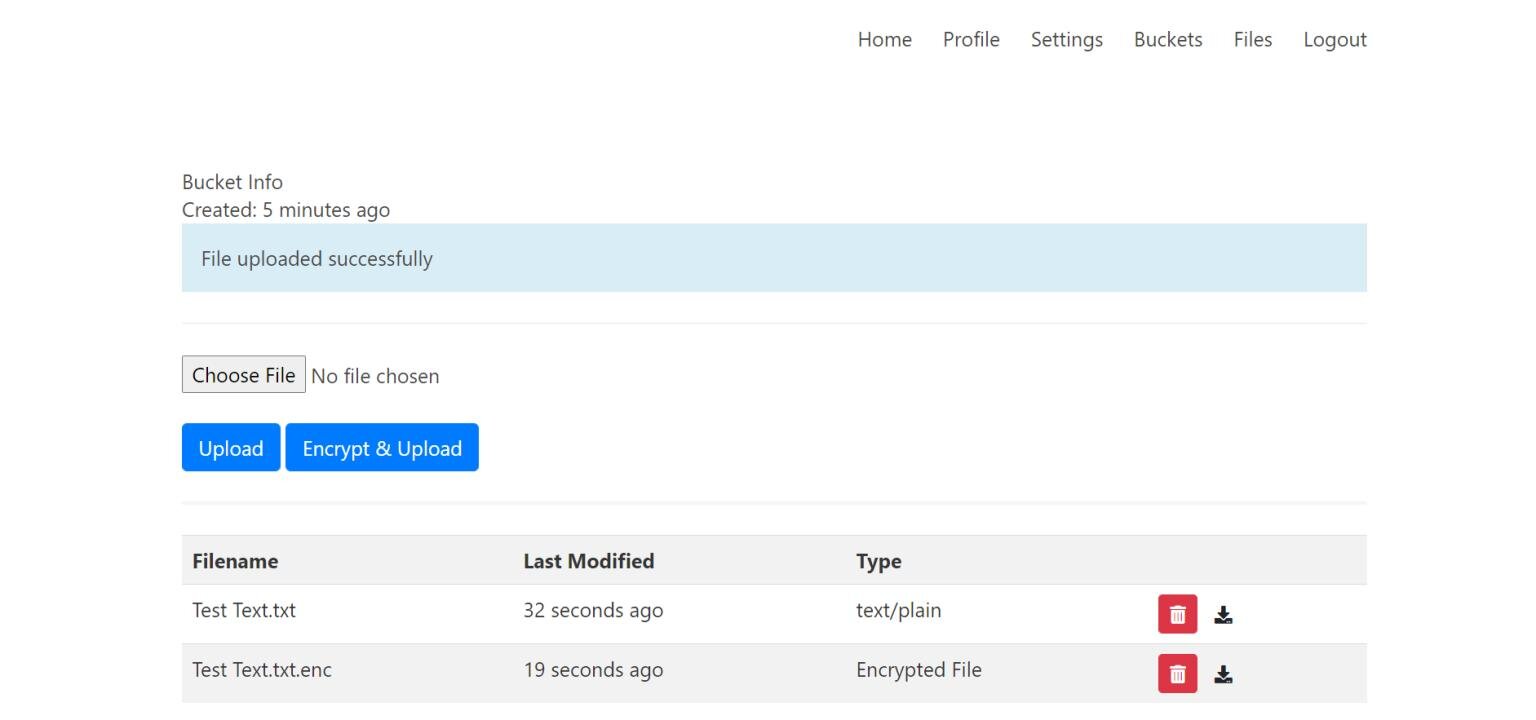 Home Profile Settings Buckets Files Logout
Bucket Info
Created: 5 minutes ago
File uploaded successfully
Choose File No file chosen
Upload Encrypt & Upload
Filename Last Modified Type
Test Text.txt 32 seconds ago text/plain
Test Text.txt.enc 19 seconds ago Encrypted File